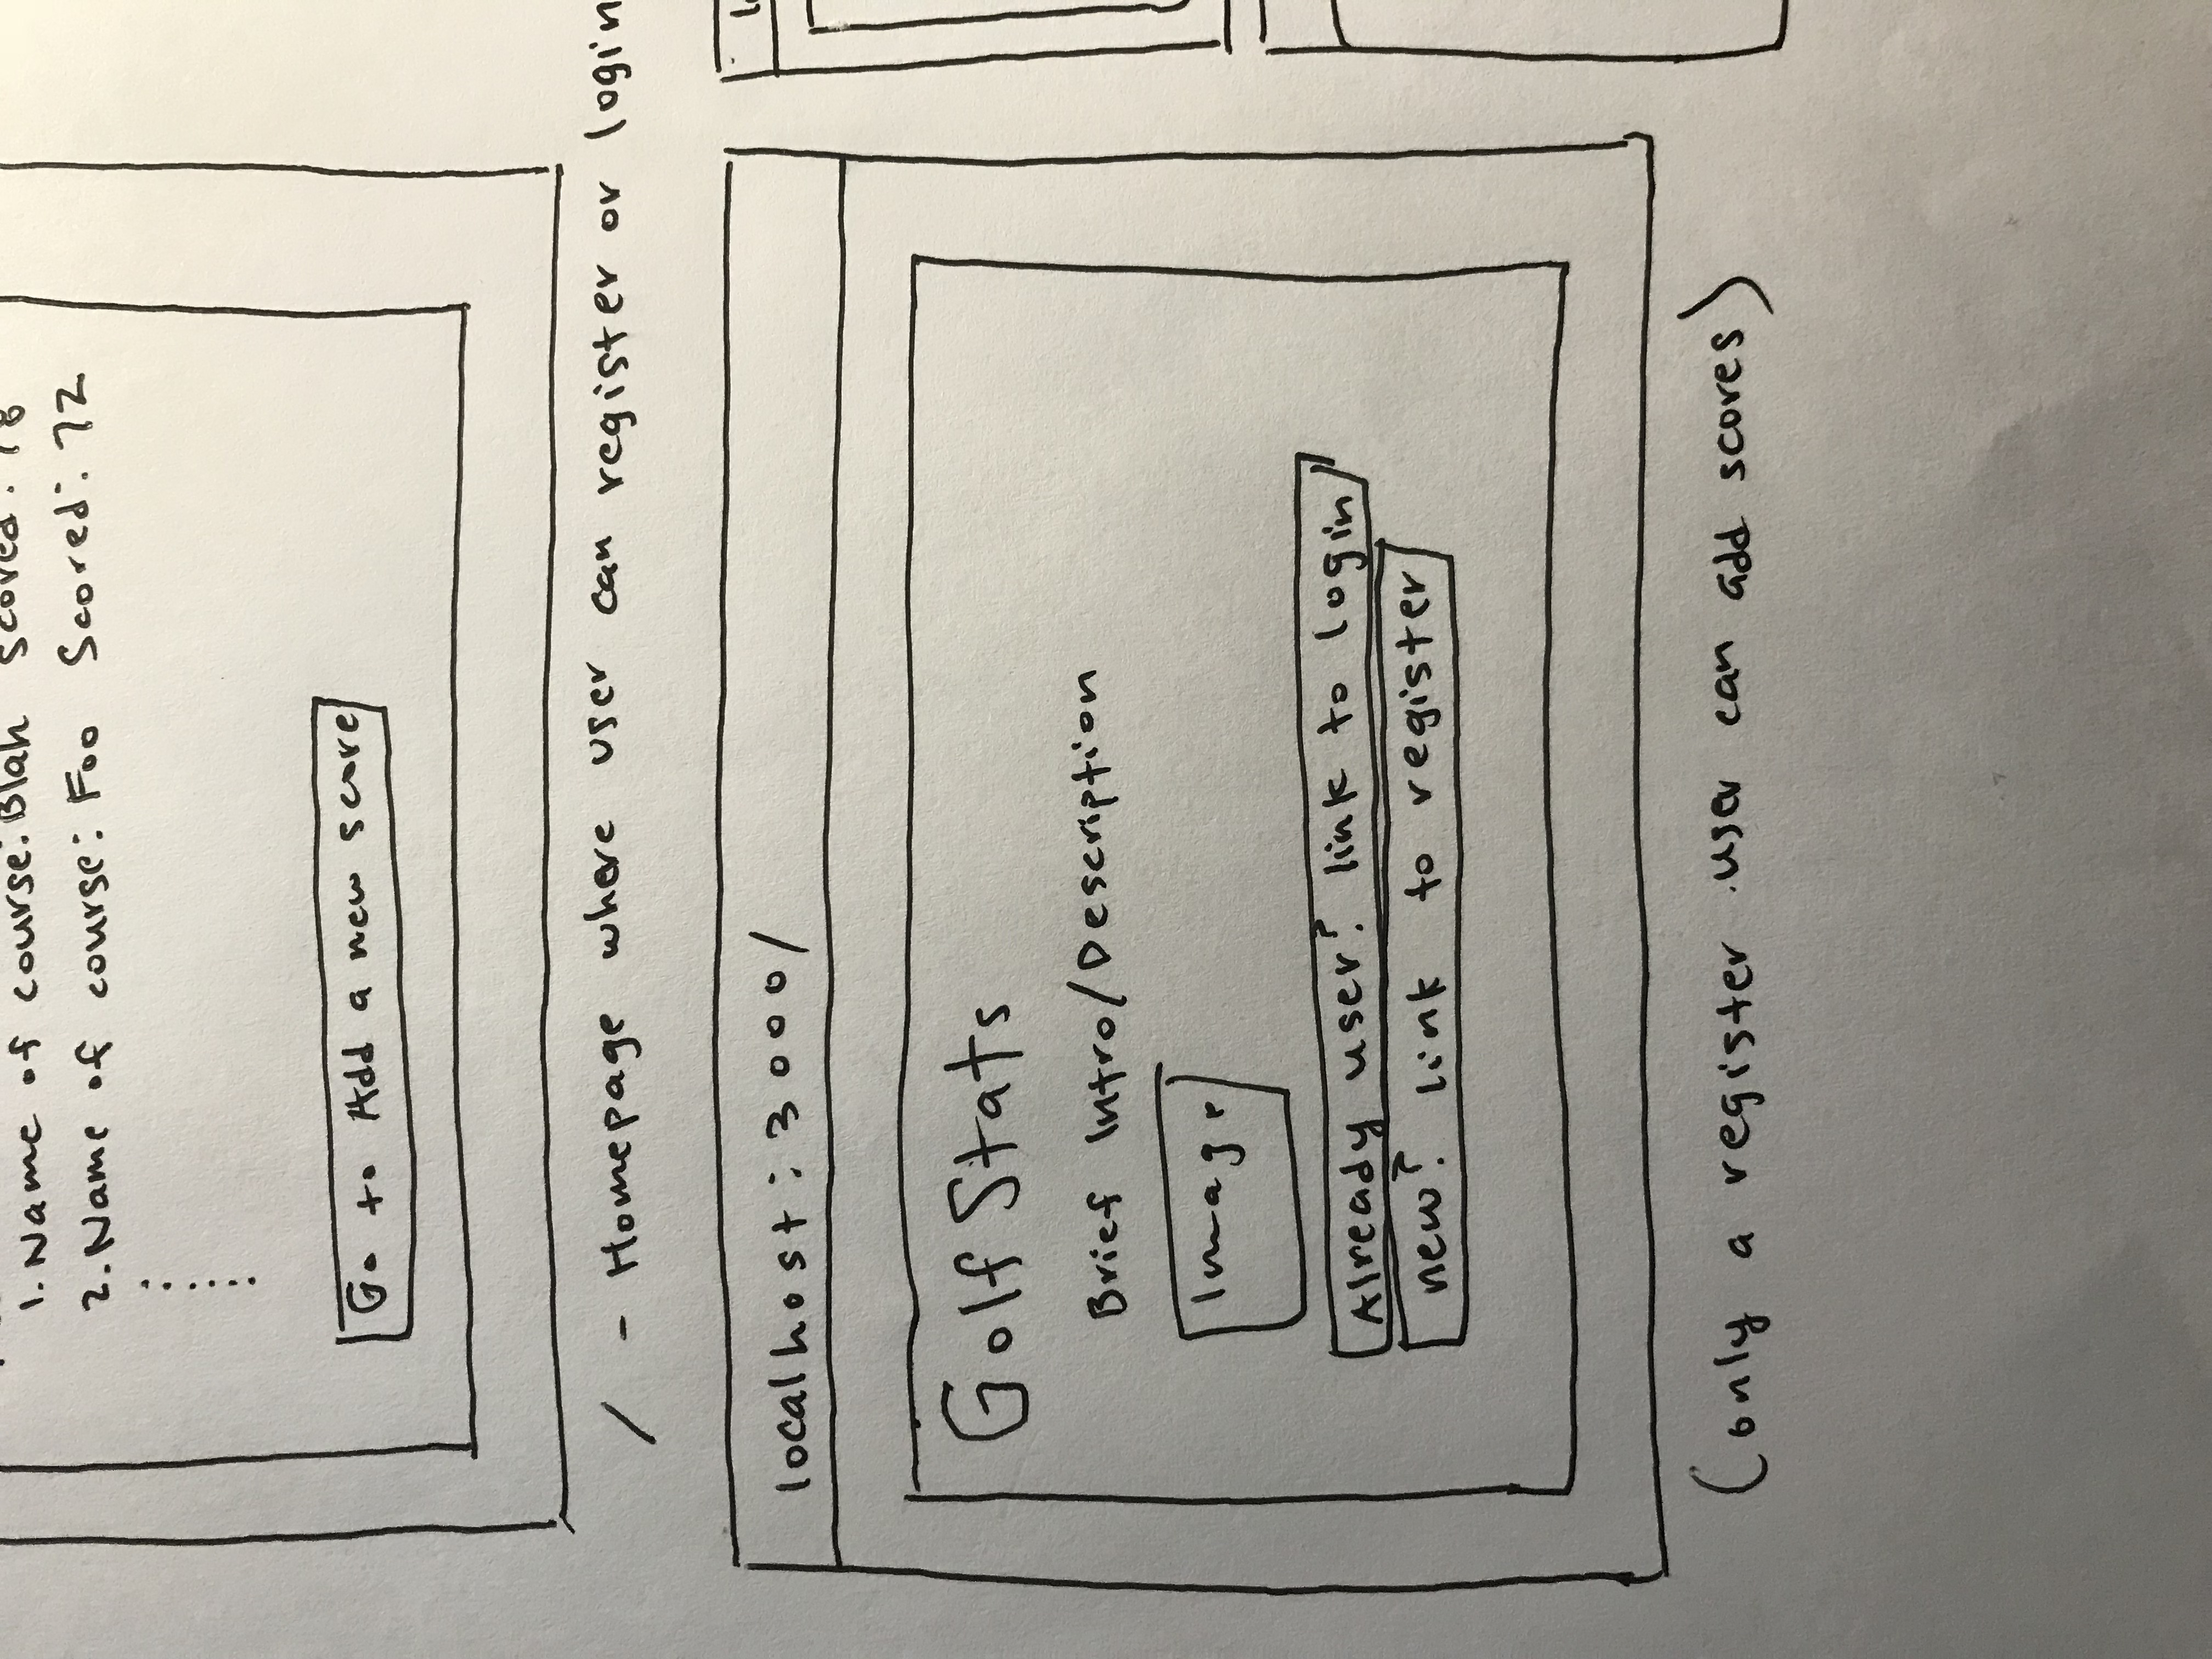 1. Name of course: Blah Scored: 78
2. Name of course: Foo Scored: 72
Go to Add a new score
/ - Homepage where user can register or login
localhost:3000/
Golf Stats
Brief Intro/Description
Image
Already user? link to login
new? link to register
(only a register user can add scores)